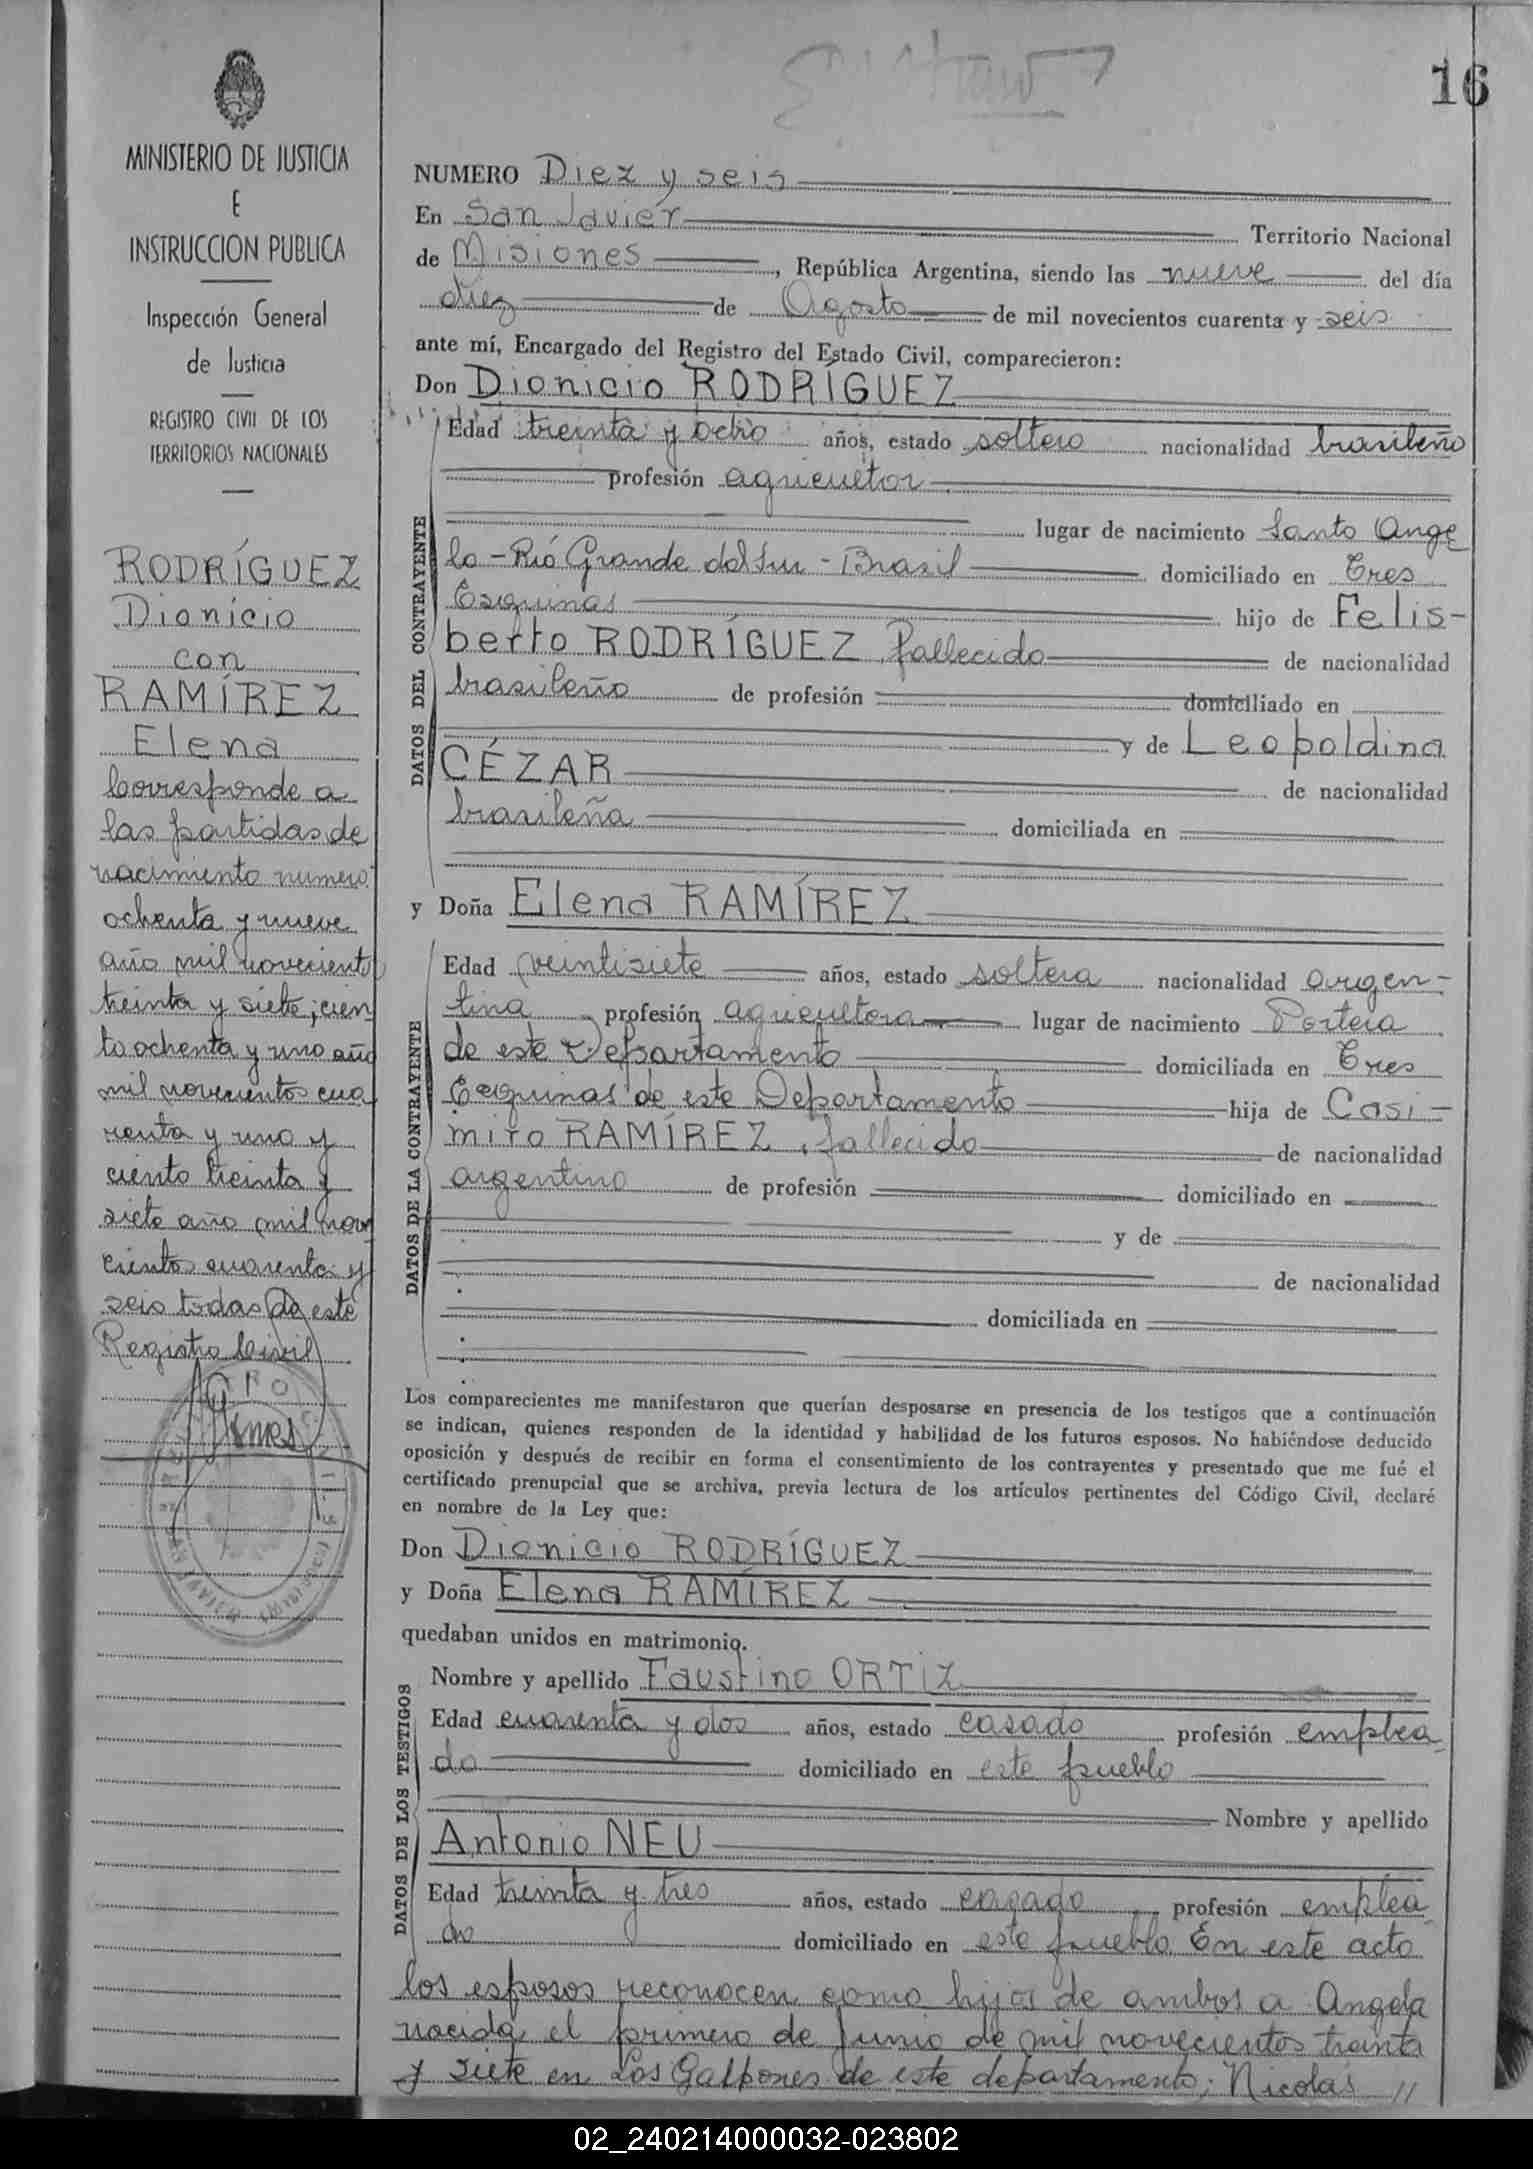 16
MINISTERIO DE JUSTICIA
E
INSTRUCCION PUBLICA
Inspección General
de Justicia
REGISTRO CIVIL DE LOS
TERRITORIOS NACIONALES
RODRÍGUEZ
Dionicio
con
RAMÍREZ
Elena
Corresponde a
las partidas de
nacimiento numero
ochenta y nueve
año mil novecientos
treinta y siete; cien
to ochenta y uno año
mil novecientos cua
renta y uno y
ciento treinta y
siete año mil nove
cientos cuarenta y
seis todas de este
Registro Civil
NUMERO Diez y seis
En San Javier Territorio Nacional
de Misiones, República Argentina, siendo las nueve del día
diez de Agosto de mil novecientos cuarenta y seis
ante mí, Encargado del Registro del Estado Civil, comparecieron:
Don Dionicio RODRÍGUEZ
DATOS DEL CONTRAYENTE
Edad treinta y ocho años, estado soltero nacionalidad brasileño
profesión agricultor
lugar de nacimiento Santo Ange
lo - Rió Grande del Sur - Brasil domiciliado en Tres
Esquinas hijo de Felis-
berto RODRÍGUEZ, fallecido de nacionalidad
brasileño de profesión domiciliado en
y de Leopoldina
CÉZAR de nacionalidad
brasileña domiciliada en
y Doña Elena RAMÍREZ
DATOS DE LA CONTRAYENTE
Edad veintisiete años, estado soltera nacionalidad argen-
tina profesión agricultora lugar de nacimiento Portera
de este Departamento domiciliada en Tres
Esquinas de este Departamento hija de Casi-
miro RAMÍREZ, fallecido de nacionalidad
argentino de profesión domiciliado en
y de
de nacionalidad
domiciliada en
Los comparecientes me manifestaron que querían desposarse en presencia de los testigos que a continuación
se indican, quienes responden de la identidad y habilidad de los futuros esposos. No habiéndose deducido
oposición y después de recibir en forma el consentimiento de los contrayentes y presentado que me fué el
certificado prenupcial que se archiva, previa lectura de los artículos pertinentes del Código Civil, declaré
en nombre de la Ley que:
Don Dionicio RODRÍGUEZ
y Doña Elena RAMÍREZ
quedaban unidos en matrimonio.
DATOS DE LOS TESTIGOS
Nombre y apellido Faustino ORTIZ
Edad cuarenta y dos años, estado casado profesión emplea-
do domiciliado en este pueblo
Nombre y apellido
Antonio NEU
Edad treinta y tres años, estado casado profesión emplea-
do domiciliado en este pueblo. En este acto
los esposos reconocen como hijos de ambos a Angela
nacida el primero de Junio de mil novecientos treinta
y siete en Los Galpones de este departamento; Nicolás //
02_240214000032-023802